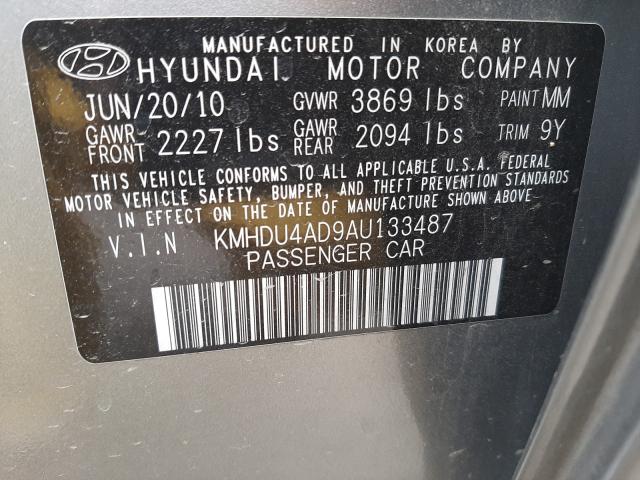 MANUFACTURED IN KOREA BY
HYUNDAI MOTOR COMPANY
JUN/20/10 GVWR 3869 lbs PAINT MM
GAWR FRONT 2227 lbs GAWR REAR 2094 lbs TRIM 9Y
THIS VEHICLE CONFORMS TO ALL APPLICABLE U.S.A. FEDERAL
MOTOR VEHICLE SAFETY, BUMPER, AND THEFT PREVENTION STANDARDS
IN EFFECT ON THE DATE OF MANUFACTURE SHOWN ABOVE
V.I.N KMHDU4AD9AU133487
PASSENGER CAR